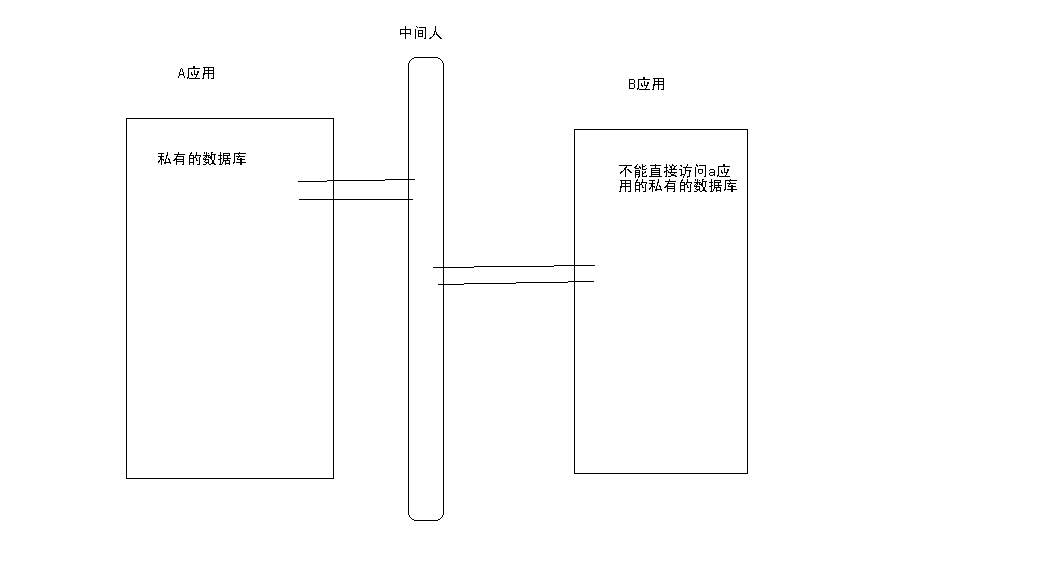 中间人
A应用
B应用
私有的数据库
不能直接访问a应
用的私有的数据库